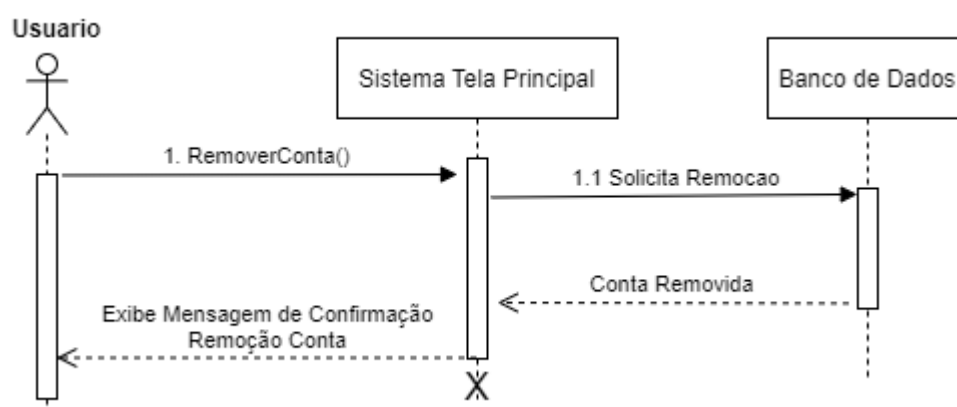 Usuario
Sistema Tela Principal
Banco de Dados
1. RemoverConta()
1.1 Solicita Remocao
Conta Removida
Exibe Mensagem de Confirmação
Remoção Conta
X